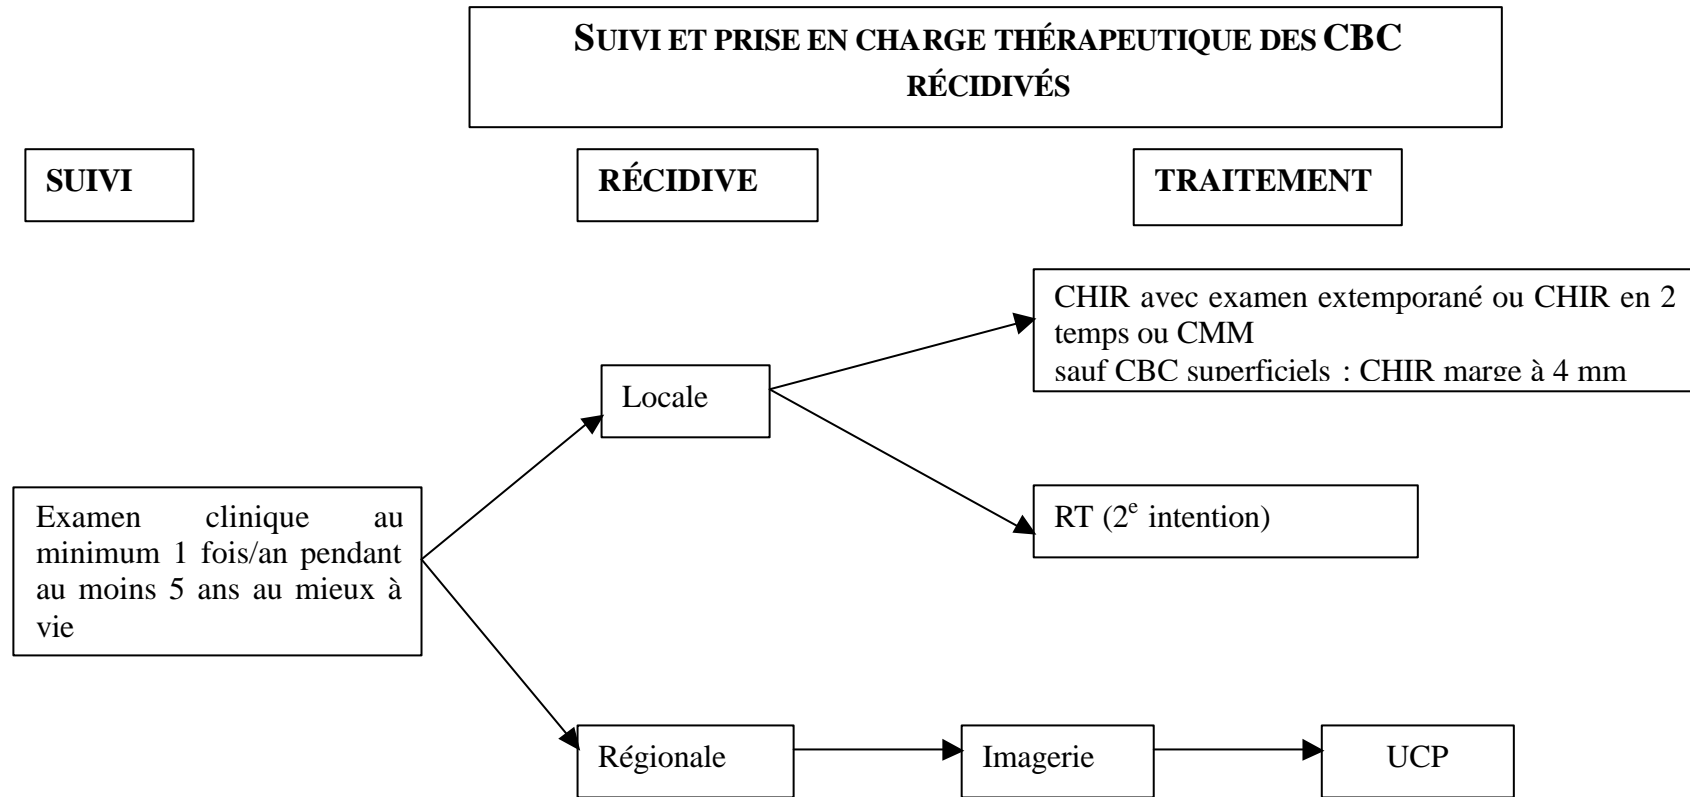 SUIVI ET PRISE EN CHARGE THÉRAPEUTIQUE DES CBC
RÉCIDIVÉS
SUIVI
RÉCIDIVE
TRAITEMENT
CHIR avec examen extemporané ou CHIR en 2
temps ou CMM
sauf CBC superficiels : CHIR marge à 4 mm
Locale
Examen clinique au
minimum 1 fois/an pendant
au moins 5 ans au mieux à
vie
RT (2e intention)
Régionale
Imagerie
UCP